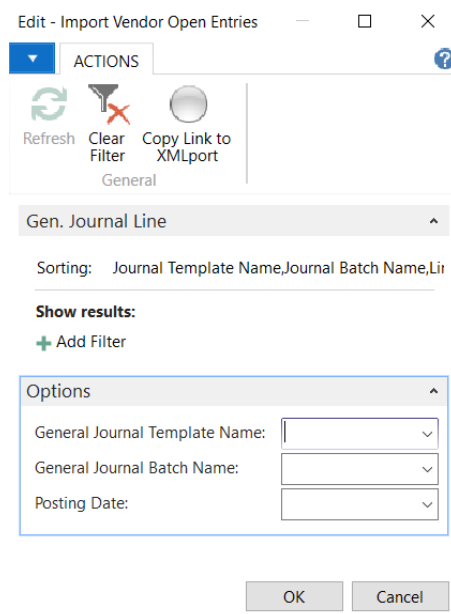 Edit - Import Vendor Open Entries
ACTIONS
?
Refresh
Clear Filter
Copy Link to XMLport
General
Gen. Journal Line
Sorting: Journal Template Name,Journal Batch Name,Lin
Show results:
Add Filter
Options
General Journal Template Name:
General Journal Batch Name:
Posting Date:
OK Cancel